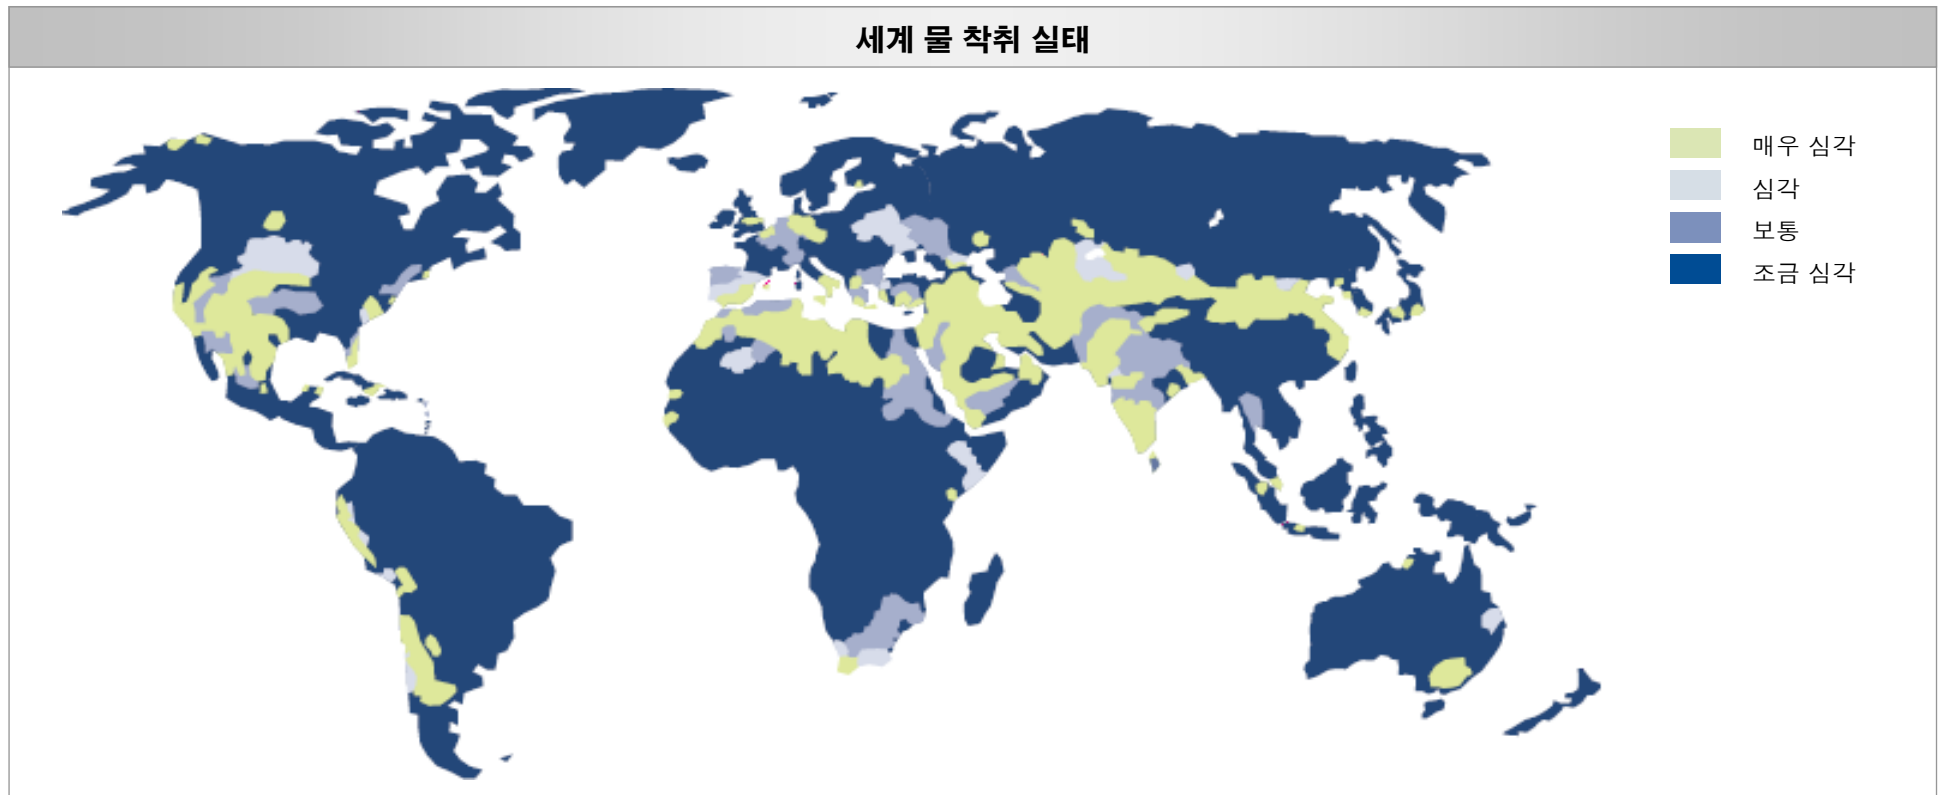 세계 물 착취 실태
매우 심각
심각
보통
조금 심각